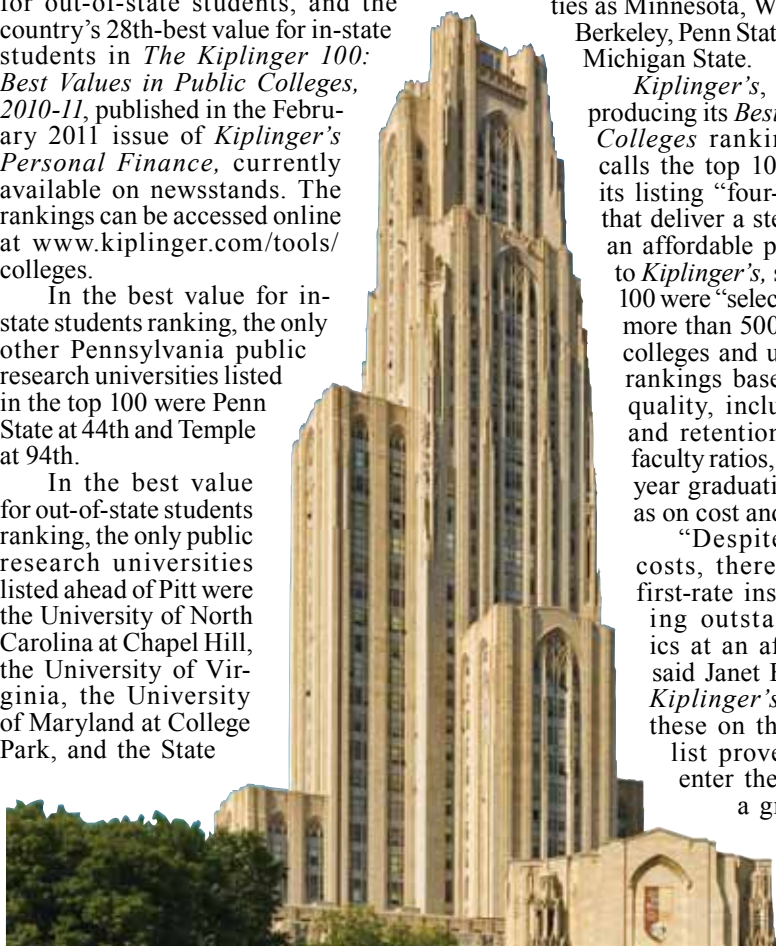 for out-of-state students, and the
country's 28th-best value for in-state
students in The Kiplinger 100:
Best Values in Public Colleges,
2010-11, published in the Febru-
ary 2011 issue of Kiplinger's
Personal Finance, currently
available on newsstands. The
rankings can be accessed online
at www.kiplinger.com/tools/
colleges.
In the best value for in-
state students ranking, the only
other Pennsylvania public
research universities listed
in the top 100 were Penn
State at 44th and Temple
at 94th.
In the best value
for out-of-state students
ranking, the only public
research universities
listed ahead of Pitt were
the University of North
Carolina at Chapel Hill,
the University of Vir-
ginia, the University
of Maryland at College
Park, and the State
ties as Minnesota, W
Berkeley, Penn Stat
Michigan State.
Kiplinger's,
producing its Best
Colleges rankin
calls the top 10
its listing “four-
that deliver a ste
an affordable p
to Kiplinger's, s
100 were “selec
more than 500
colleges and u
rankings base
quality, inclu
and retention
faculty ratios,
year graduati
as on cost and
“Despite
costs, there
first-rate ins
ing outsta
ics at an af
said Janet B
Kiplinger's
these on th
list prove
enter the
a gr